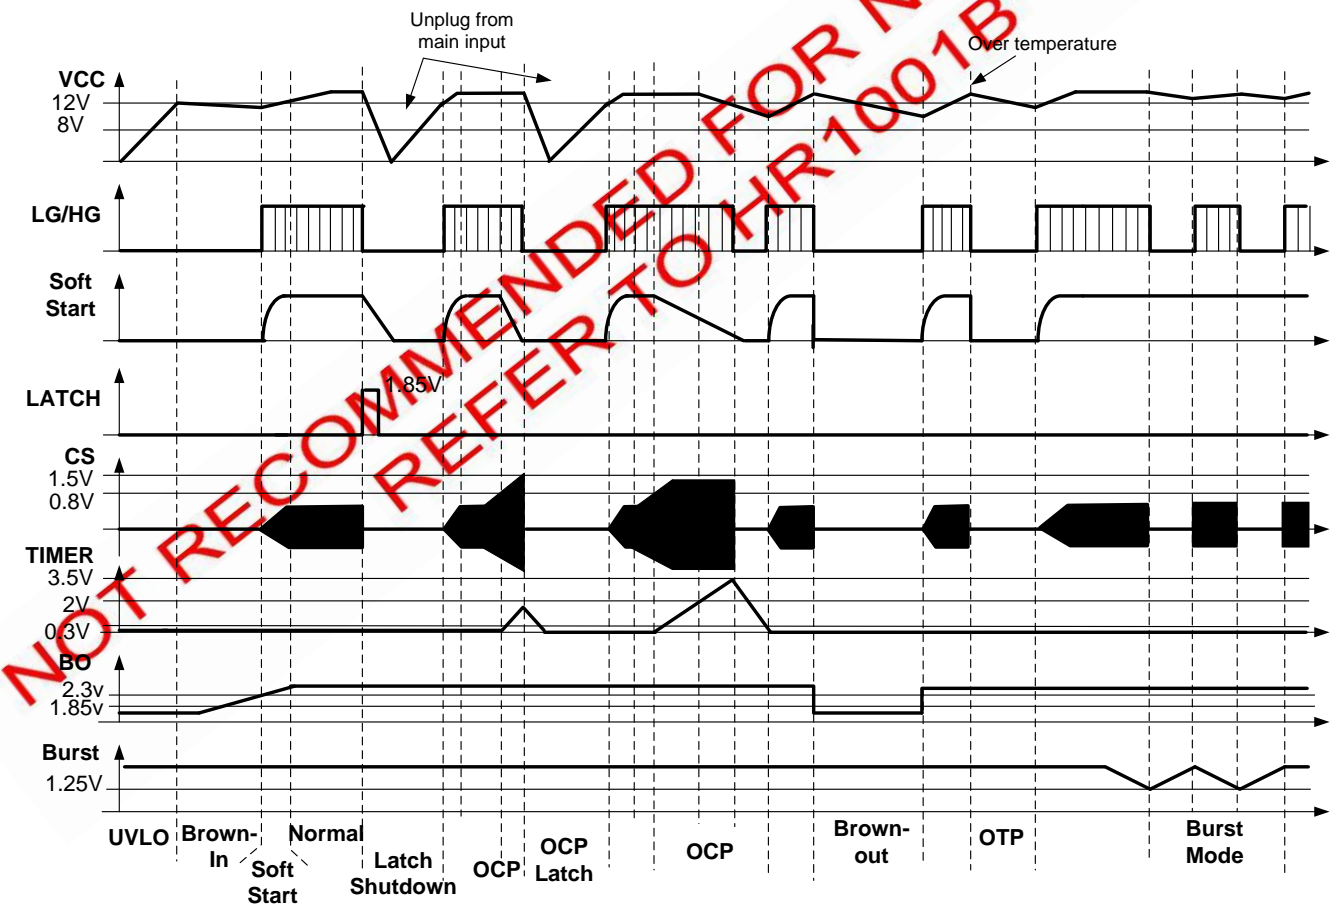 Unplug from
main input
Over temperature
VCC
12V
8V
LG/HG
Soft
Start
LATCH
1.85V
CS
1.5V
0.8V
TIMER
3.5V
2V
0.3V
BO
2.3v
1.85v
Burst
1.25V
UVLO
Brown-
In
Soft
Start
Normal
Latch
Shutdown
OCP
OCP
Latch
OCP
Brown-
out
OTP
Burst
Mode
NOT RECOMMENDED FOR N
REFER TO HR1001B